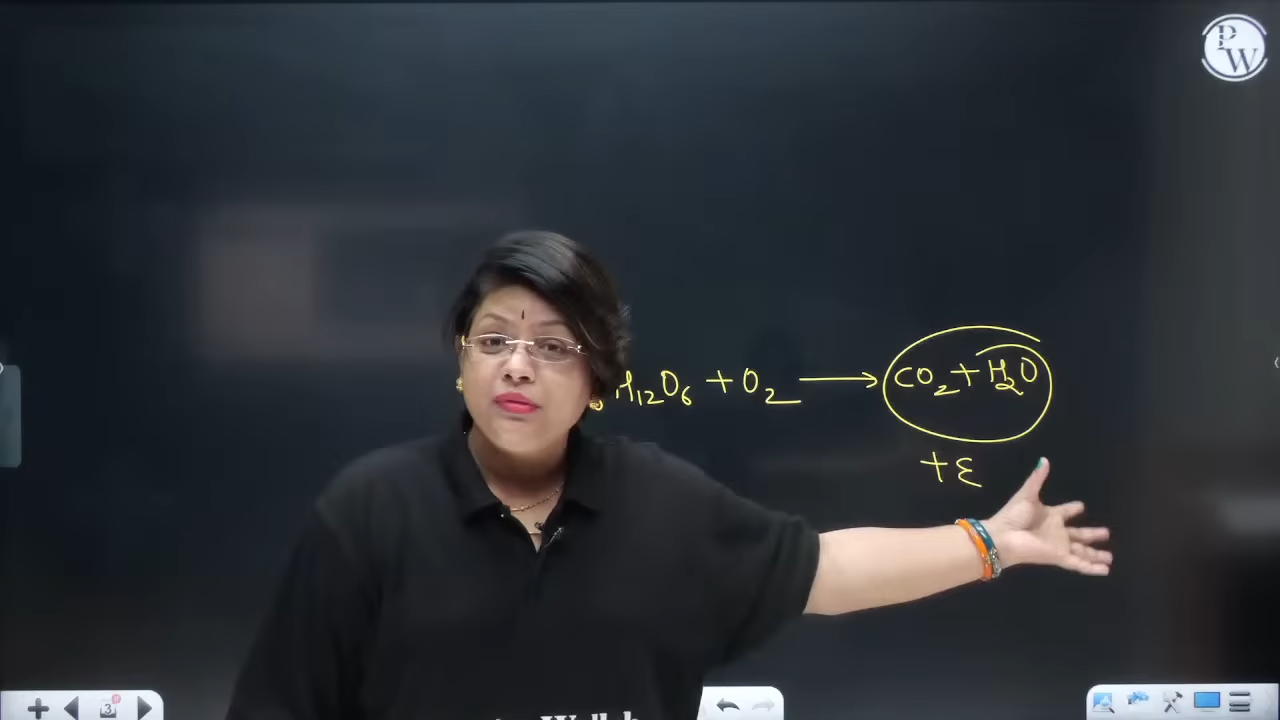 PW
H₁₂O₆ + O₂ → CO₂ + H₂O
+ E
3